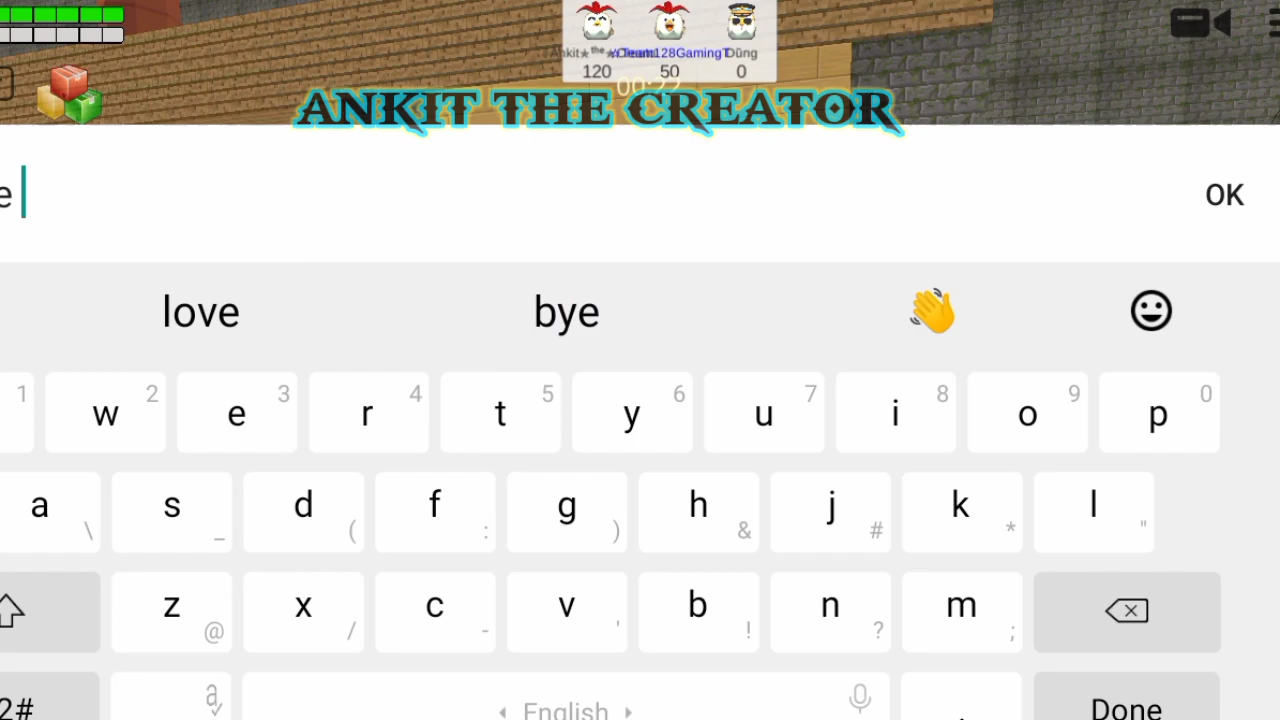 Dũng
120 50 0
ANKIT THE CREATOR
e
OK
love bye
1 2 3 4 5 6 7 8 9 0
w e r t y u i o p
a s d f g h j k l
\ _ ( : ) & # * "
z x c v b n m
@ / - ' ! ? ;
2# English . Done